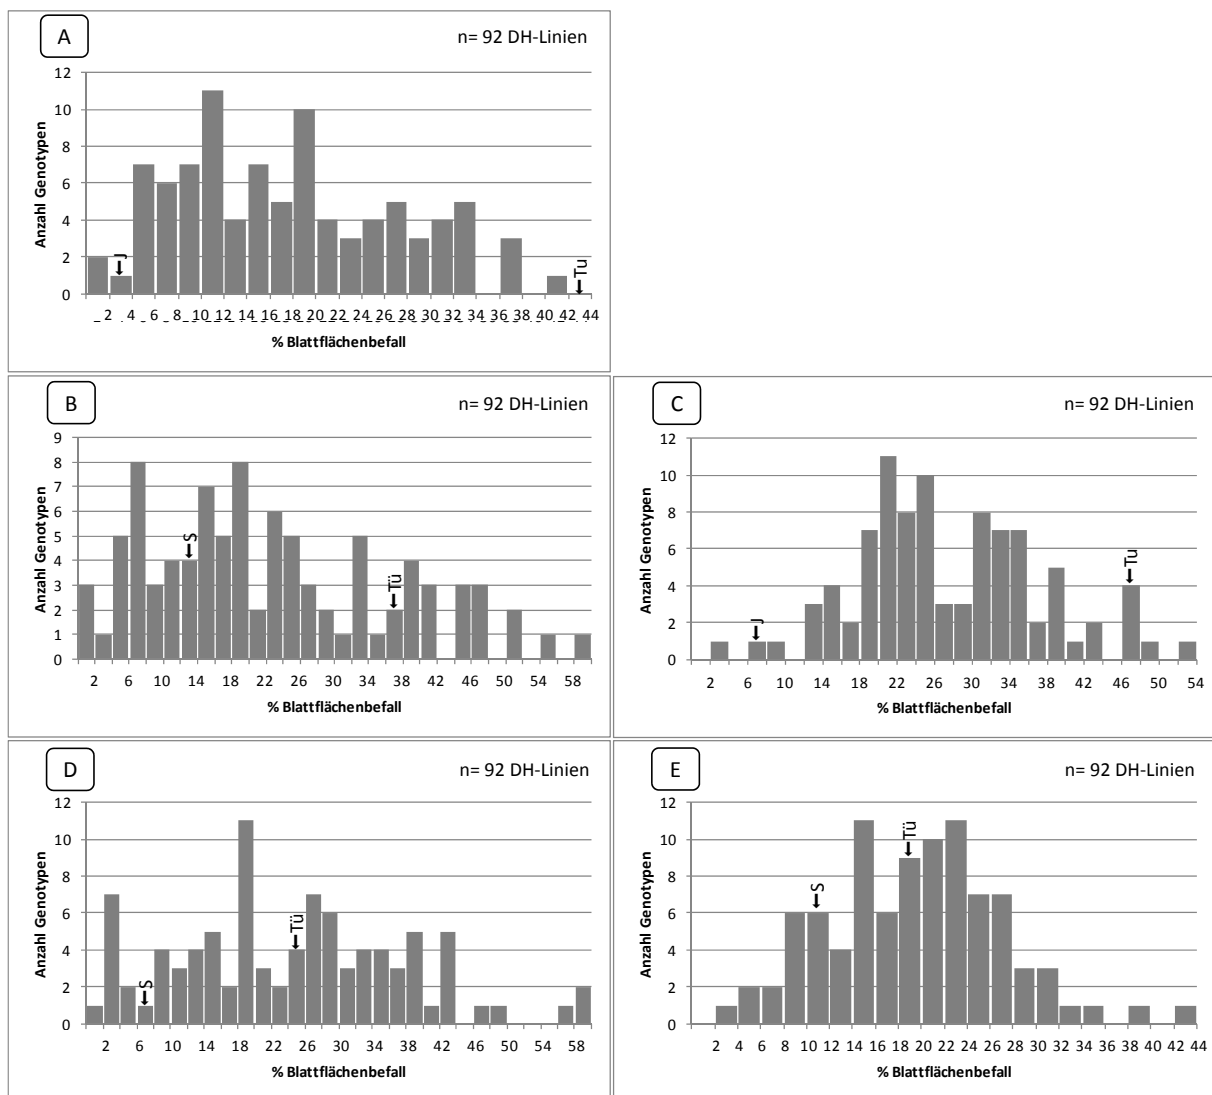 A
n= 92 DH-Linien
Anzahl Genotypen
12
10
8
6
4
2
0
J
Tu
2 4 6 8 10 12 14 16 18 20 22 24 26 28 30 32 34 36 38 40 42 44
% Blattflächenbefall
B
n= 92 DH-Linien
Anzahl Genotypen
9
8
7
6
5
4
3
2
1
0
S
Tü
2 6 10 14 18 22 26 30 34 38 42 46 50 54 58
% Blattflächenbefall
C
n= 92 DH-Linien
Anzahl Genotypen
12
10
8
6
4
2
0
J
Tu
2 6 10 14 18 22 26 30 34 38 42 46 50 54
% Blattflächenbefall
D
n= 92 DH-Linien
Anzahl Genotypen
12
10
8
6
4
2
0
S
Tü
2 6 10 14 18 22 26 30 34 38 42 46 50 54 58
% Blattflächenbefall
E
n= 92 DH-Linien
Anzahl Genotypen
12
10
8
6
4
2
0
S
Tü
2 4 6 8 10 12 14 16 18 20 22 24 26 28 30 32 34 36 38 40 42 44
% Blattflächenbefall